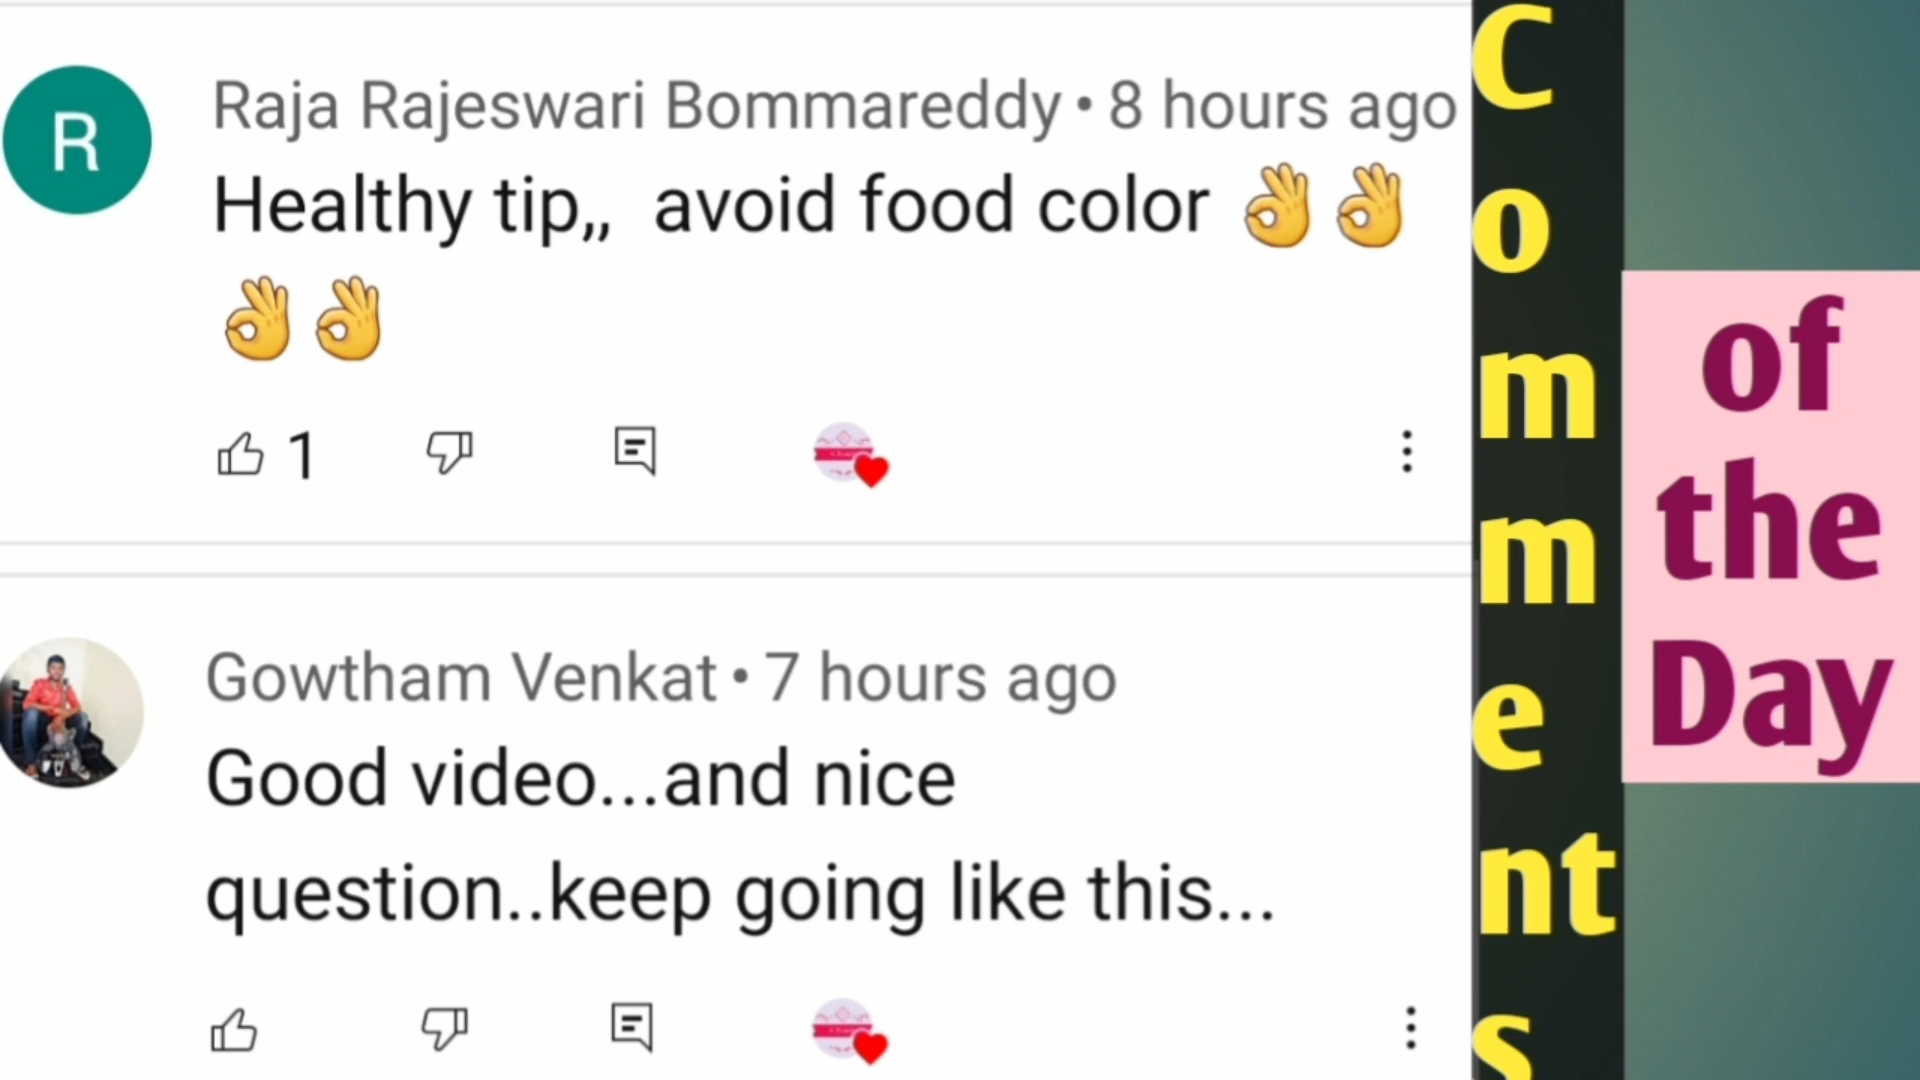 R
Raja Rajeswari Bommareddy • 8 hours ago
Healthy tip,, avoid food color 👌👌
👌👌
1
Gowtham Venkat • 7 hours ago
Good video...and nice
question..keep going like this...
Comments
of
the
Day